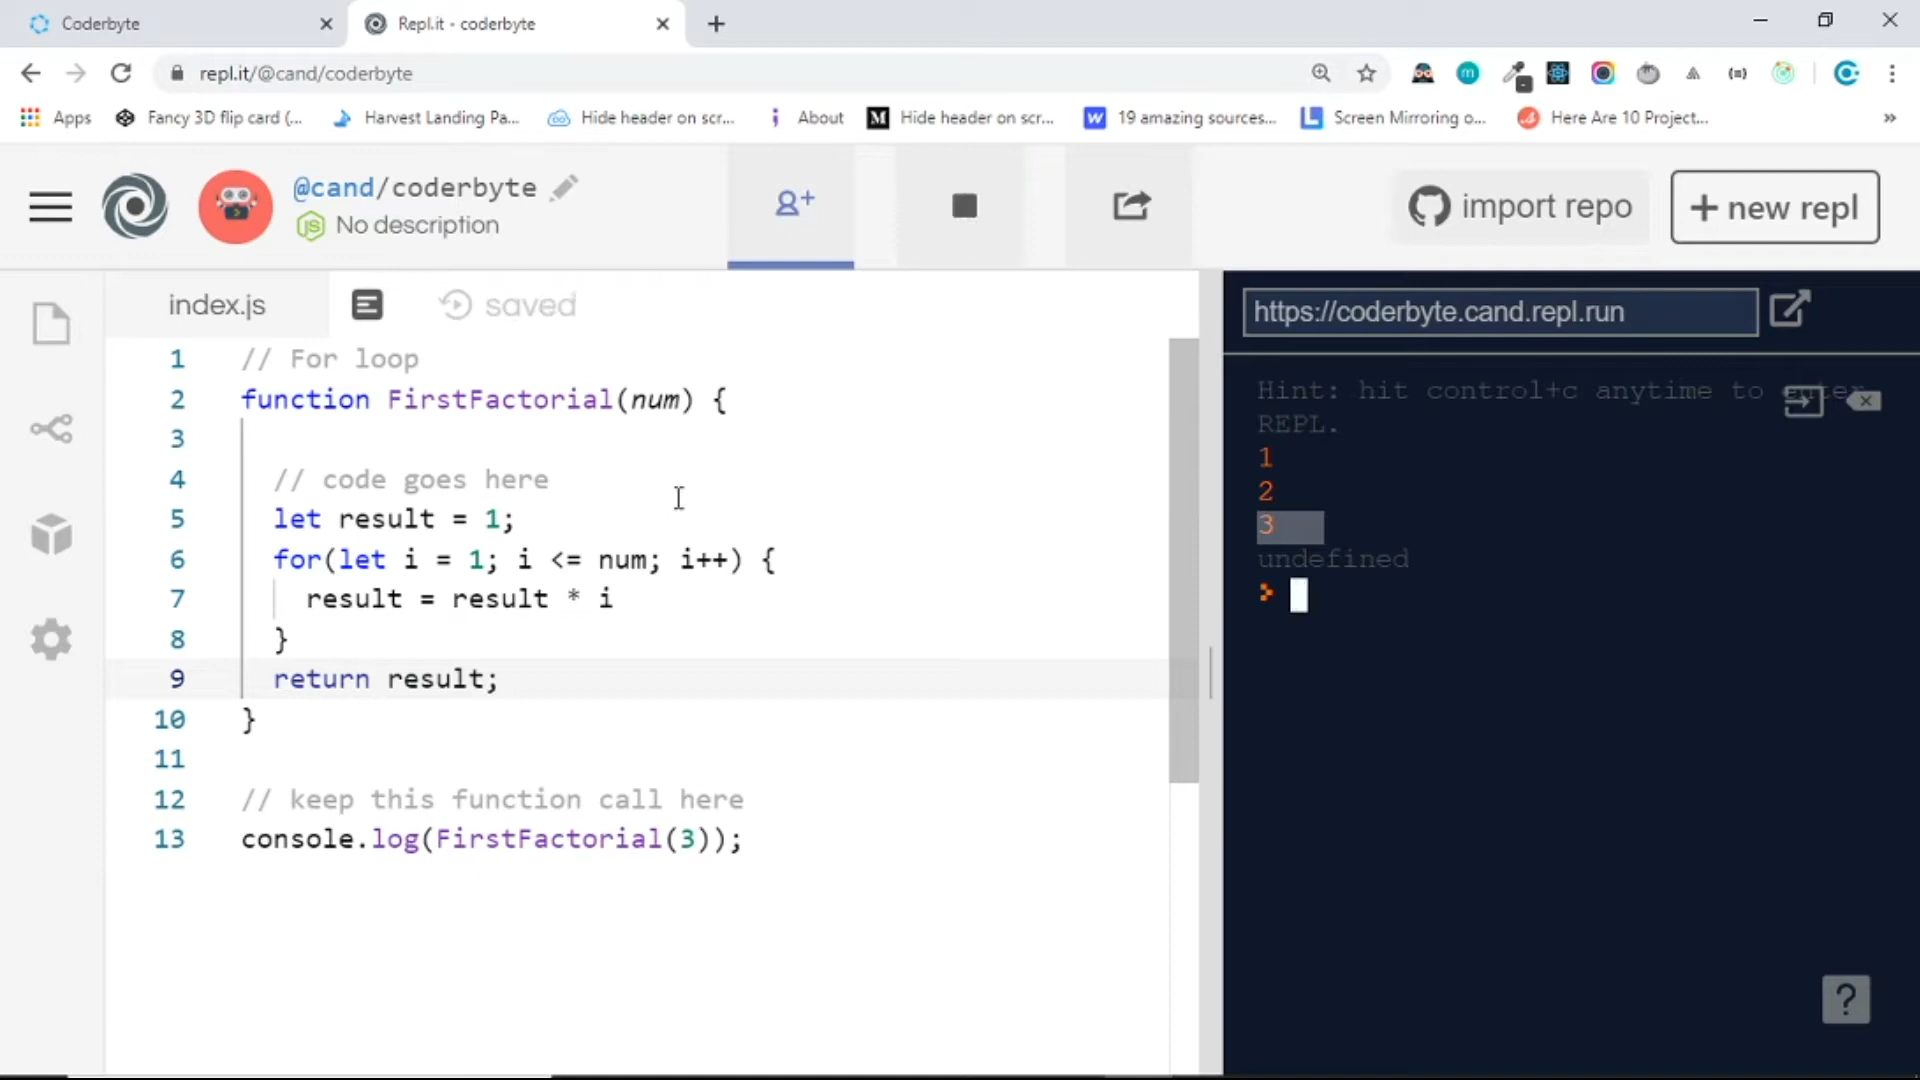 Coderbyte
Repl.it - coderbyte
repl.it/@cand/coderbyte
Apps
Fancy 3D flip card (...
Harvest Landing Pa...
Hide header on scr...
About
Hide header on scr...
19 amazing sources...
Screen Mirroring o...
Here Are 10 Project...
»
@cand/coderbyte
No description
import repo
+ new repl
index.js
saved
https://coderbyte.cand.repl.run
1 // For loop
2 function FirstFactorial(num) {
3
4 // code goes here
5 let result = 1;
6 for(let i = 1; i <= num; i++) {
7 result = result * i
8 }
9 return result;
10 }
11
12 // keep this function call here
13 console.log(FirstFactorial(3));
Hint: hit control+c anytime to enter
REPL.
1
2
3
undefined
?